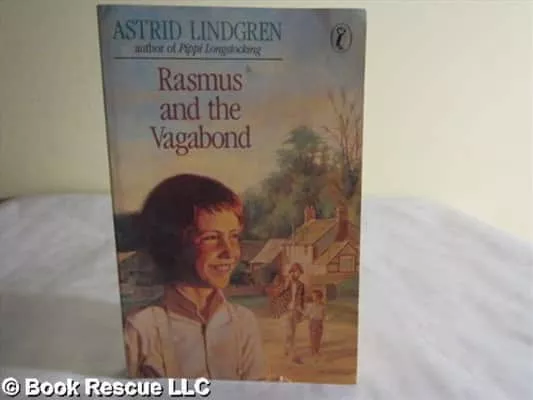 ASTRID LINDGREN
author of Pippi Longstocking
Rasmus
and the
Vagabond
© Book Rescue LLC